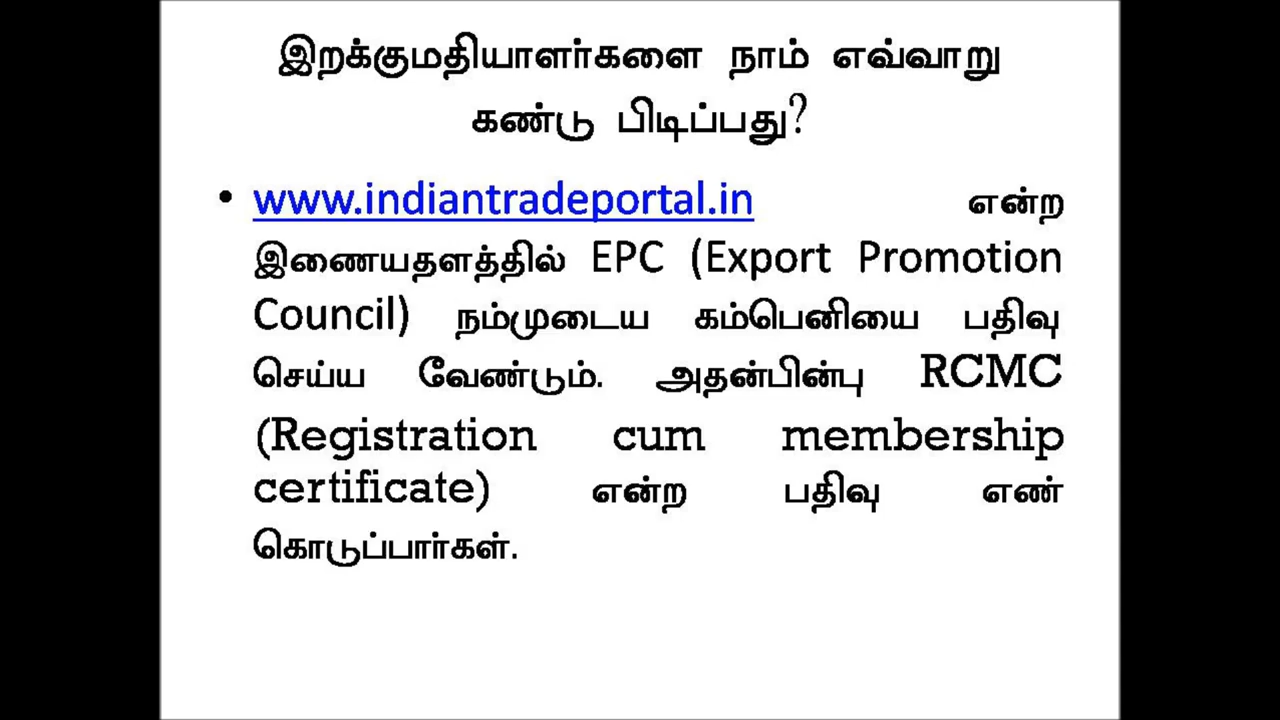 இறக்குமதியாளர்களை நாம் எவ்வாறு
கண்டு பிடிப்பது?
• www.indiantradeportal.in என்ற
இணையதளத்தில் EPC (Export Promotion
Council) நம்முடைய கம்பெனியை பதிவு
செய்ய வேண்டும். அதன்பின்பு RCMC
(Registration cum membership
certificate) என்ற பதிவு எண்
கொடுப்பார்கள்.